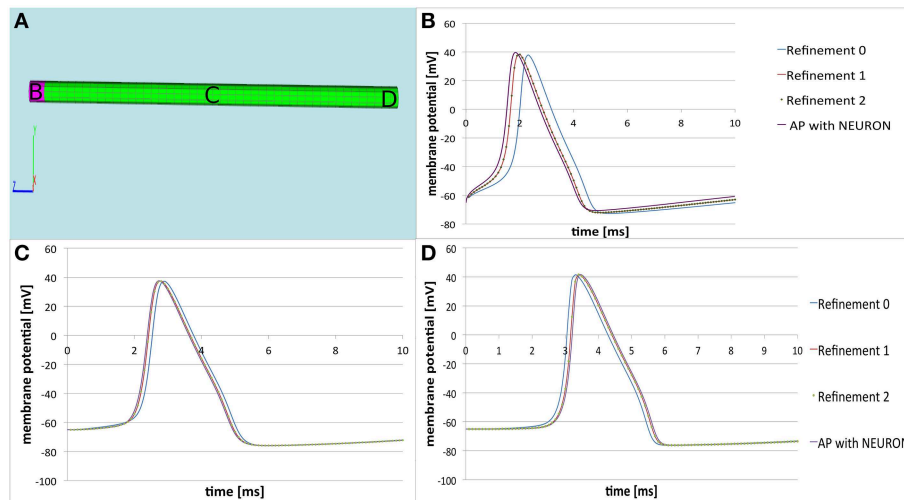 A
B
C
D
y
z
X
B
membrane potential [mV]
60
40
20
0
-20
-40
-60
-80
0
2
4
6
8
10
time [ms]
Refinement 0
Refinement 1
Refinement 2
AP with NEURON
C
membrane potential [mV]
60
40
20
0
-20
-40
-60
-80
-100
0
2
4
6
8
10
time [ms]
D
membrane potential [mV]
60
40
20
0
-20
-40
-60
-80
-100
0
1
2
3
4
5
6
7
8
9
10
time [ms]
Refinement 0
Refinement 1
Refinement 2
AP with NEURON